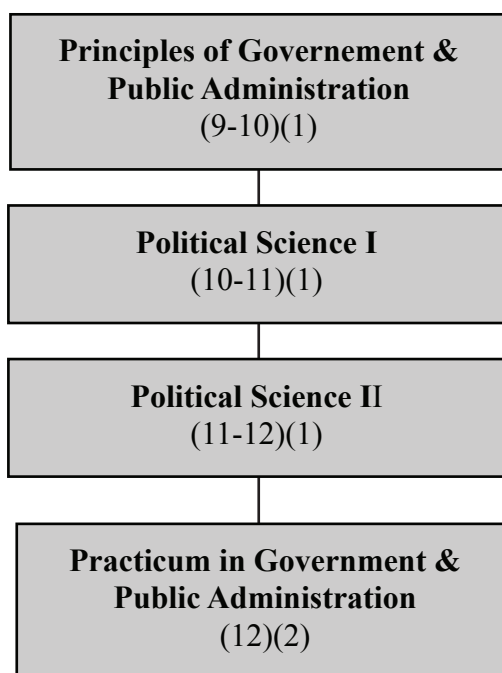 Principles of Governement &
Public Administration
(9-10)(1)
Political Science I
(10-11)(1)
Political Science II
(11-12)(1)
Practicum in Government &
Public Administration
(12)(2)